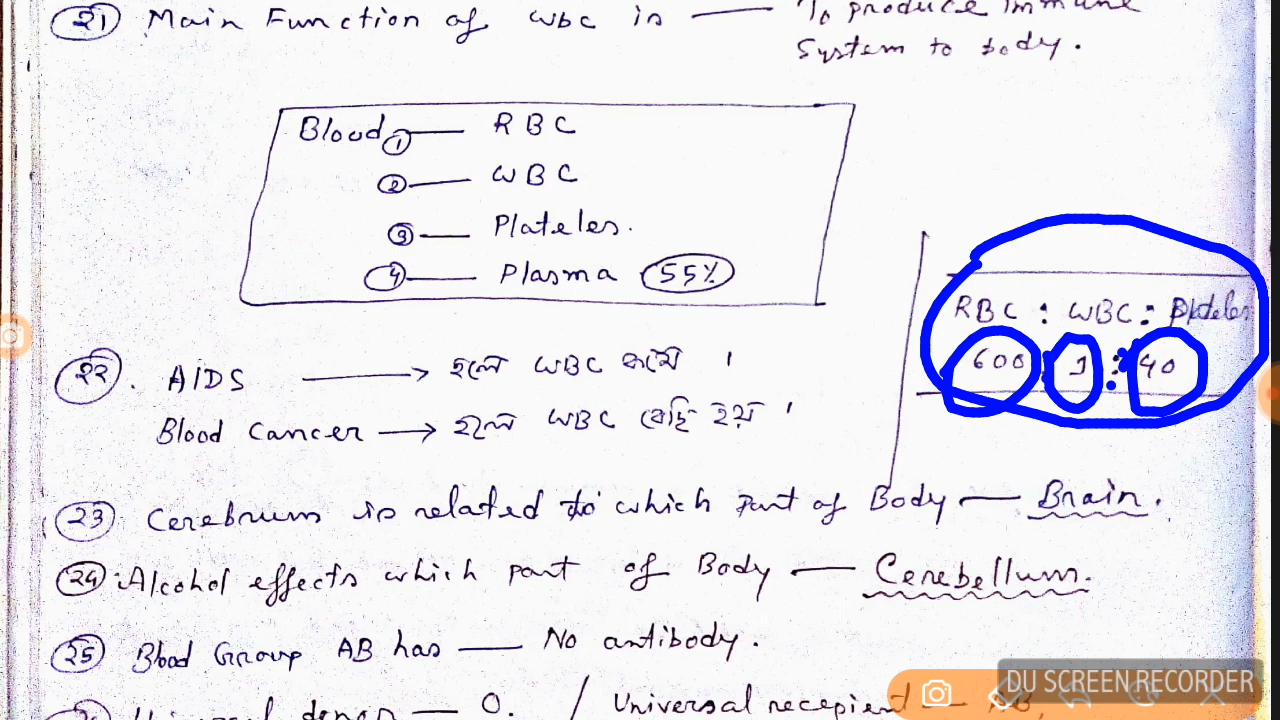 21) Main Function of WBC is — To produce immune
System to body.
Blood ① — RBC
② — WBC
③ — Plateles.
④ — Plasma 55%
RBC : WBC : Plateles
600 : 1 : 40
22. AIDS → হলে WBC কমে ।
Blood Cancer → হলে WBC বেছি হয় ।
23) Cerebrum is related to which part of Body — Brain.
24) Alcohol effects which part of Body — Cerebellum.
25) Blood Group AB has — No antibody.
— O. / Universal recepient — AB,
DU SCREEN RECORDER